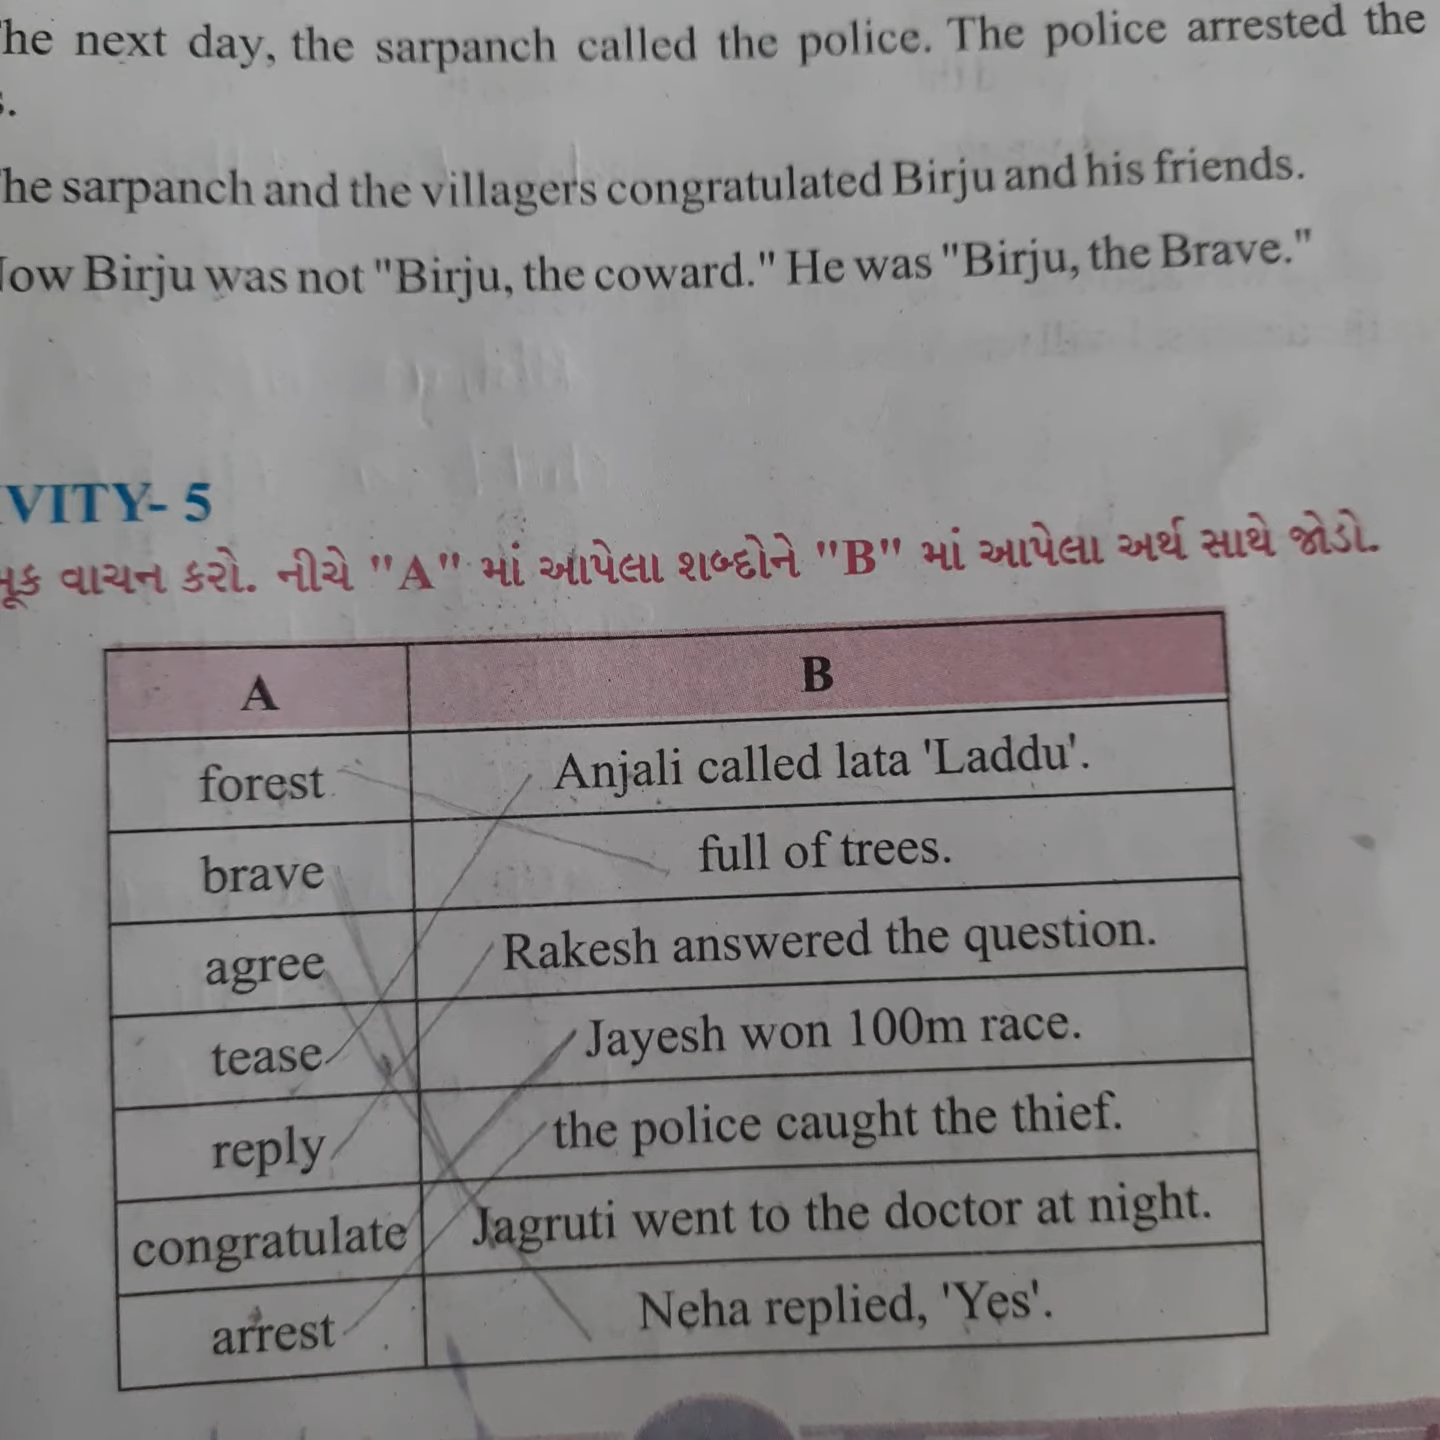 he next day, the sarpanch called the police. The police arrested the
s.
he sarpanch and the villagers congratulated Birju and his friends.
ow Birju was not "Birju, the coward." He was "Birju, the Brave."
VITY- 5
મૂક વાચન કરો. નીચે "A" માં આપેલા શબ્દોને "B" માં આપેલા અર્થ સાથે જોડો.
A B
forest Anjali called lata 'Laddu'.
brave full of trees.
agree Rakesh answered the question.
tease Jayesh won 100m race.
reply the police caught the thief.
congratulate Jagruti went to the doctor at night.
arrest Neha replied, 'Yes'.